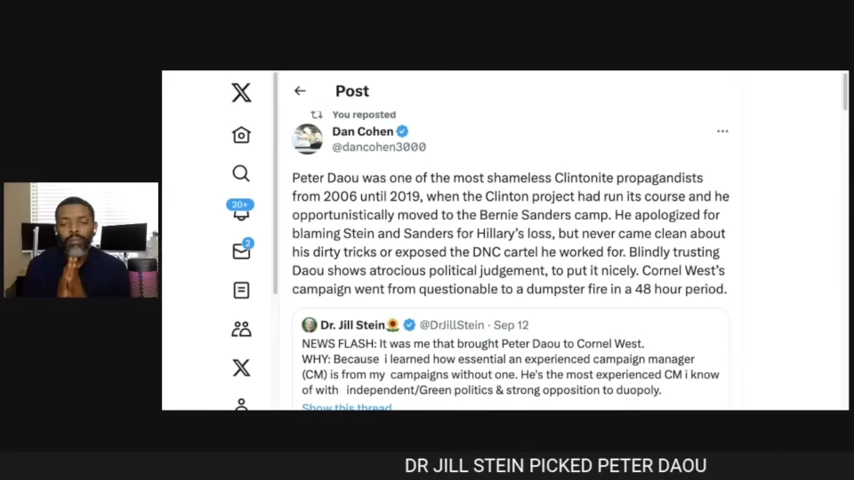 Post
You reposted
Dan Cohen
@dancohen3000
Peter Daou was one of the most shameless Clintonite propagandists
from 2006 until 2019, when the Clinton project had run its course and he
opportunistically moved to the Bernie Sanders camp. He apologized for
blaming Stein and Sanders for Hillary's loss, but never came clean about
his dirty tricks or exposed the DNC cartel he worked for. Blindly trusting
Daou shows atrocious political judgement, to put it nicely. Cornel West's
campaign went from questionable to a dumpster fire in a 48 hour period.
20+
2
Dr. Jill Stein🌻 @DrJillStein · Sep 12
NEWS FLASH: It was me that brought Peter Daou to Cornel West.
WHY: Because i learned how essential an experienced campaign manager
(CM) is from my campaigns without one. He's the most experienced CM i know
of with independent/Green politics & strong opposition to duopoly.
Show this thread
DR JILL STEIN PICKED PETER DAOU